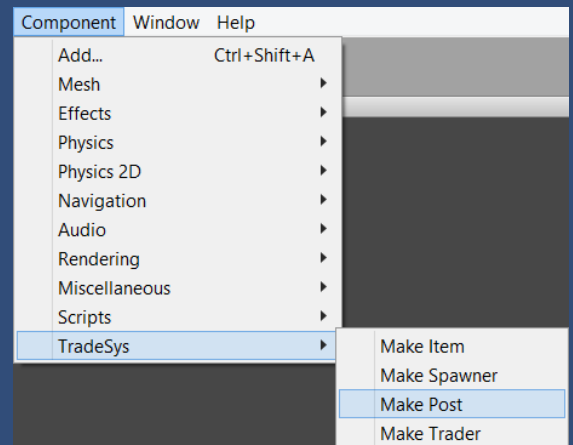 Component Window Help
Add... Ctrl+Shift+A
Mesh
Effects
Physics
Physics 2D
Navigation
Audio
Rendering
Miscellaneous
Scripts
TradeSys
Make Item
Make Spawner
Make Post
Make Trader